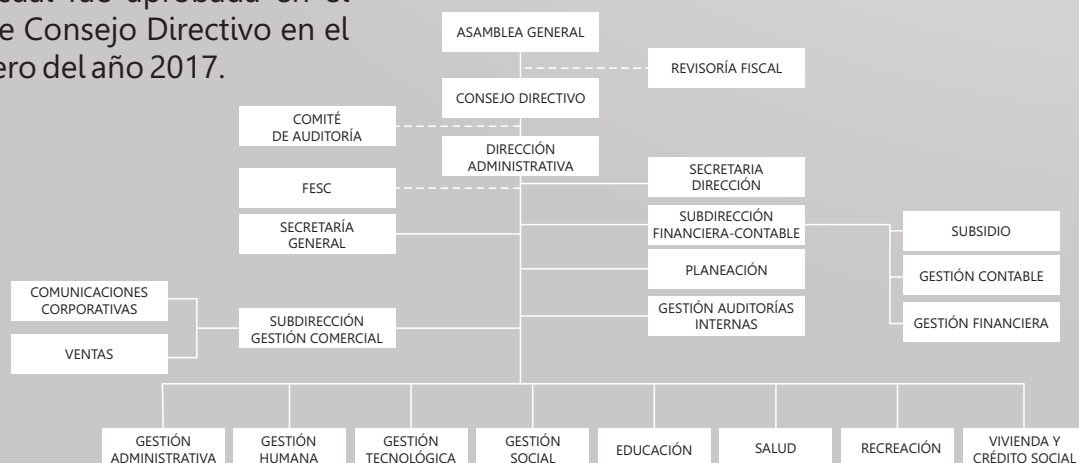 e Consejo Directivo en el
ero del año 2017.
ASAMBLEA GENERAL
REVISORÍA FISCAL
CONSEJO DIRECTIVO
COMITÉ
DE AUDITORÍA
DIRECCIÓN
ADMINISTRATIVA
SECRETARIA
DIRECCIÓN
FESC
SUBDIRECCIÓN
FINANCIERA-CONTABLE
SECRETARÍA
GENERAL
SUBSIDIO
PLANEACIÓN
GESTIÓN CONTABLE
COMUNICACIONES
CORPORATIVAS
GESTIÓN AUDITORÍAS
INTERNAS
SUBDIRECCIÓN
GESTIÓN COMERCIAL
GESTIÓN FINANCIERA
VENTAS
GESTIÓN
ADMINISTRATIVA
GESTIÓN
HUMANA
GESTIÓN
TECNOLÓGICA
GESTIÓN
SOCIAL
EDUCACIÓN
SALUD
RECREACIÓN
VIVIENDA Y
CRÉDITO SOCIAL